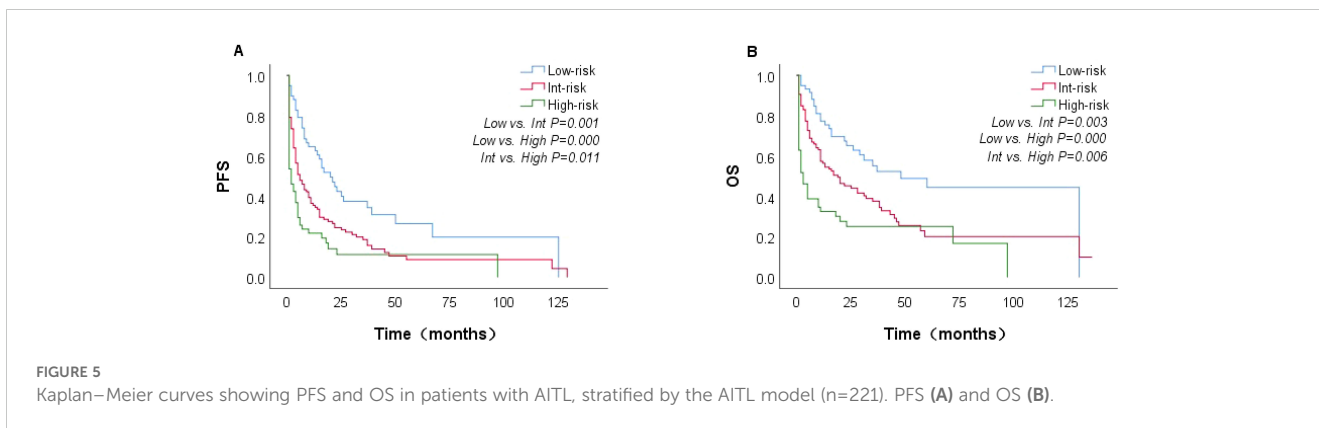 A
1.0
0.8
0.6
0.4
0.2
0.0
PFS
Low-risk
Int-risk
High-risk
Low vs. Int P=0.001
Low vs. High P=0.000
Int vs. High P=0.011
0 25 50 75 100 125
Time（months）
B
1.0
0.8
0.6
0.4
0.2
0.0
OS
Low-risk
Int-risk
High-risk
Low vs. Int P=0.003
Low vs. High P=0.000
Int vs. High P=0.006
0 25 50 75 100 125
Time（months）
FIGURE 5
Kaplan–Meier curves showing PFS and OS in patients with AITL, stratified by the AITL model (n=221). PFS (A) and OS (B).